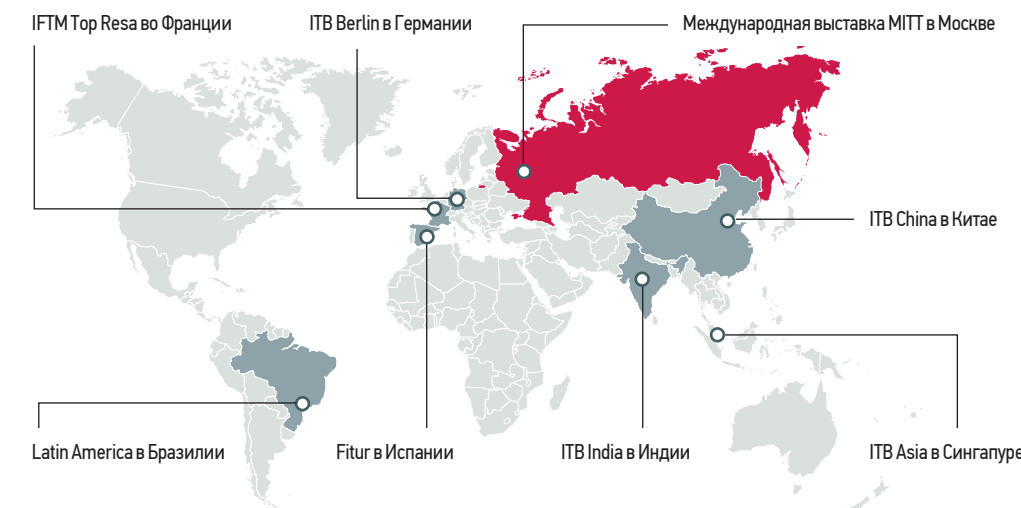 IFTM Top Resa во Франции
ITB Berlin в Германии
Международная выставка MITT в Москве
ITB China в Китае
Latin America в Бразилии
Fitur в Испании
ITB India в Индии
ITB Asia в Сингапуре